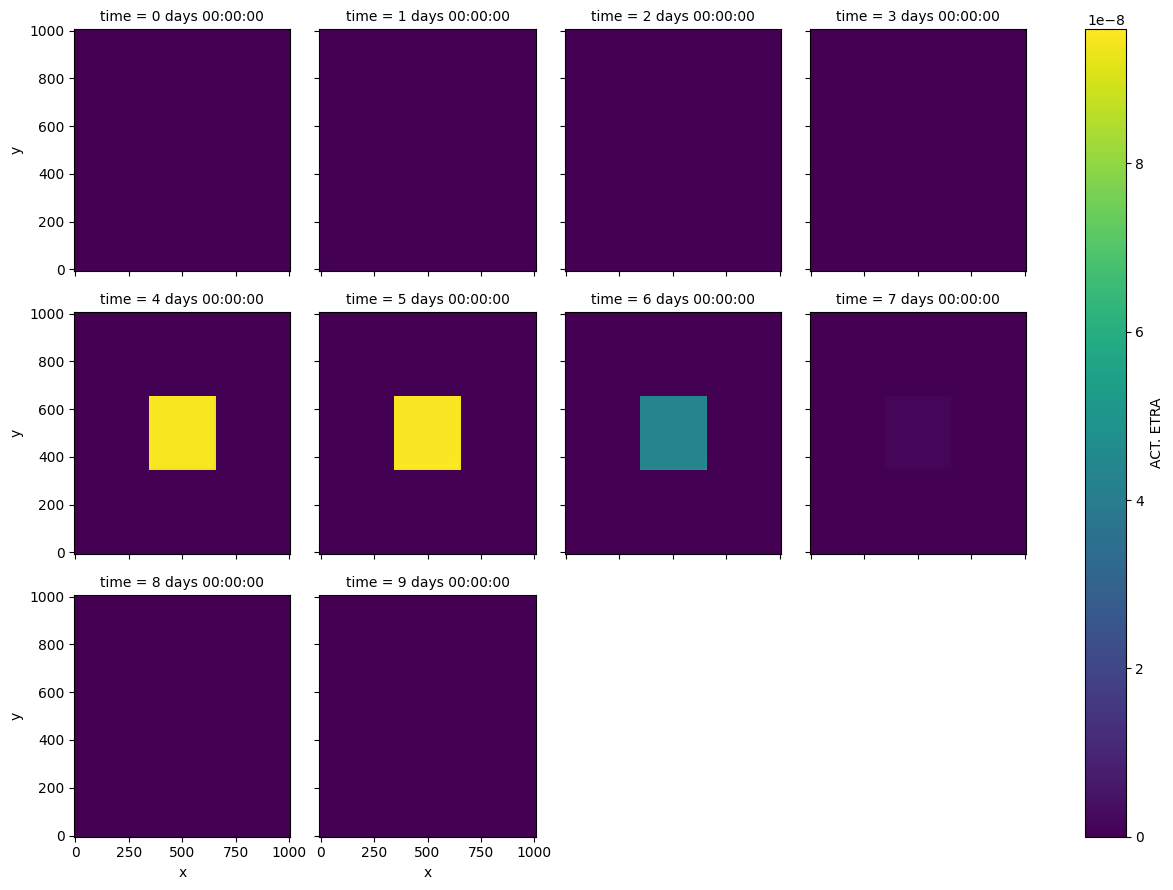 time = 0 days 00:00:00
time = 1 days 00:00:00
time = 2 days 00:00:00
time = 3 days 00:00:00
1e−8
1000
800
600
400
200
0
y
time = 4 days 00:00:00
time = 5 days 00:00:00
time = 6 days 00:00:00
time = 7 days 00:00:00
1000
800
600
400
200
0
y
time = 8 days 00:00:00
time = 9 days 00:00:00
1000
800
600
400
200
0
y
0 250 500 750 1000
x
0 250 500 750 1000
x
8
6
4
2
0
ACT. ETRA